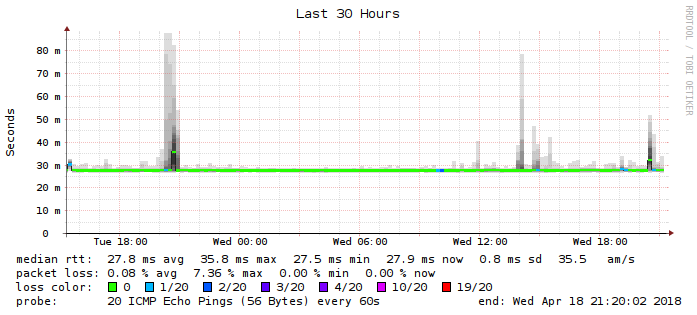 Last 30 Hours
RRDTOOL / TOBI OETIKER
Seconds
80 m
70 m
60 m
50 m
40 m
30 m
20 m
10 m
0
Tue 18:00 Wed 00:00 Wed 06:00 Wed 12:00 Wed 18:00
median rtt: 27.8 ms avg 35.8 ms max 27.5 ms min 27.9 ms now 0.8 ms sd 35.5 am/s
packet loss: 0.08 % avg 7.36 % max 0.00 % min 0.00 % now
loss color: 0 1/20 2/20 3/20 4/20 10/20 19/20
probe: 20 ICMP Echo Pings (56 Bytes) every 60s end: Wed Apr 18 21:20:02 2018